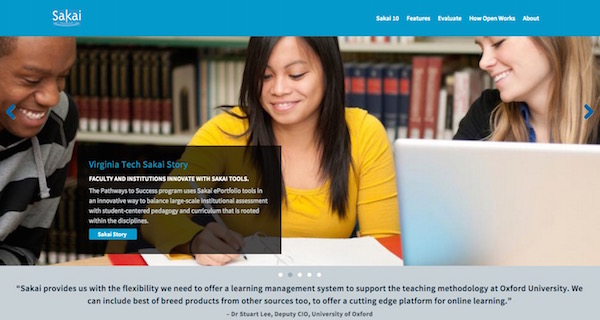 Sakai
Sakai 10 Features Evaluate How Open Works About
Virginia Tech Sakai Story
FACULTY AND INSTITUTIONS INNOVATE WITH SAKAI TOOLS.
The Pathways to Success program uses Sakai ePortfolio tools in
an innovative way to balance large-scale institutional assessment
with student-centered pedagogy and curriculum that is rooted
within the disciplines.
Sakai Story
"Sakai provides us with the flexibility we need to offer a learning management system to support the teaching methodology at Oxford University. We
can include best of breed products from other sources too, to offer a cutting edge platform for online learning."
– Dr Stuart Lee, Deputy CIO, University of Oxford